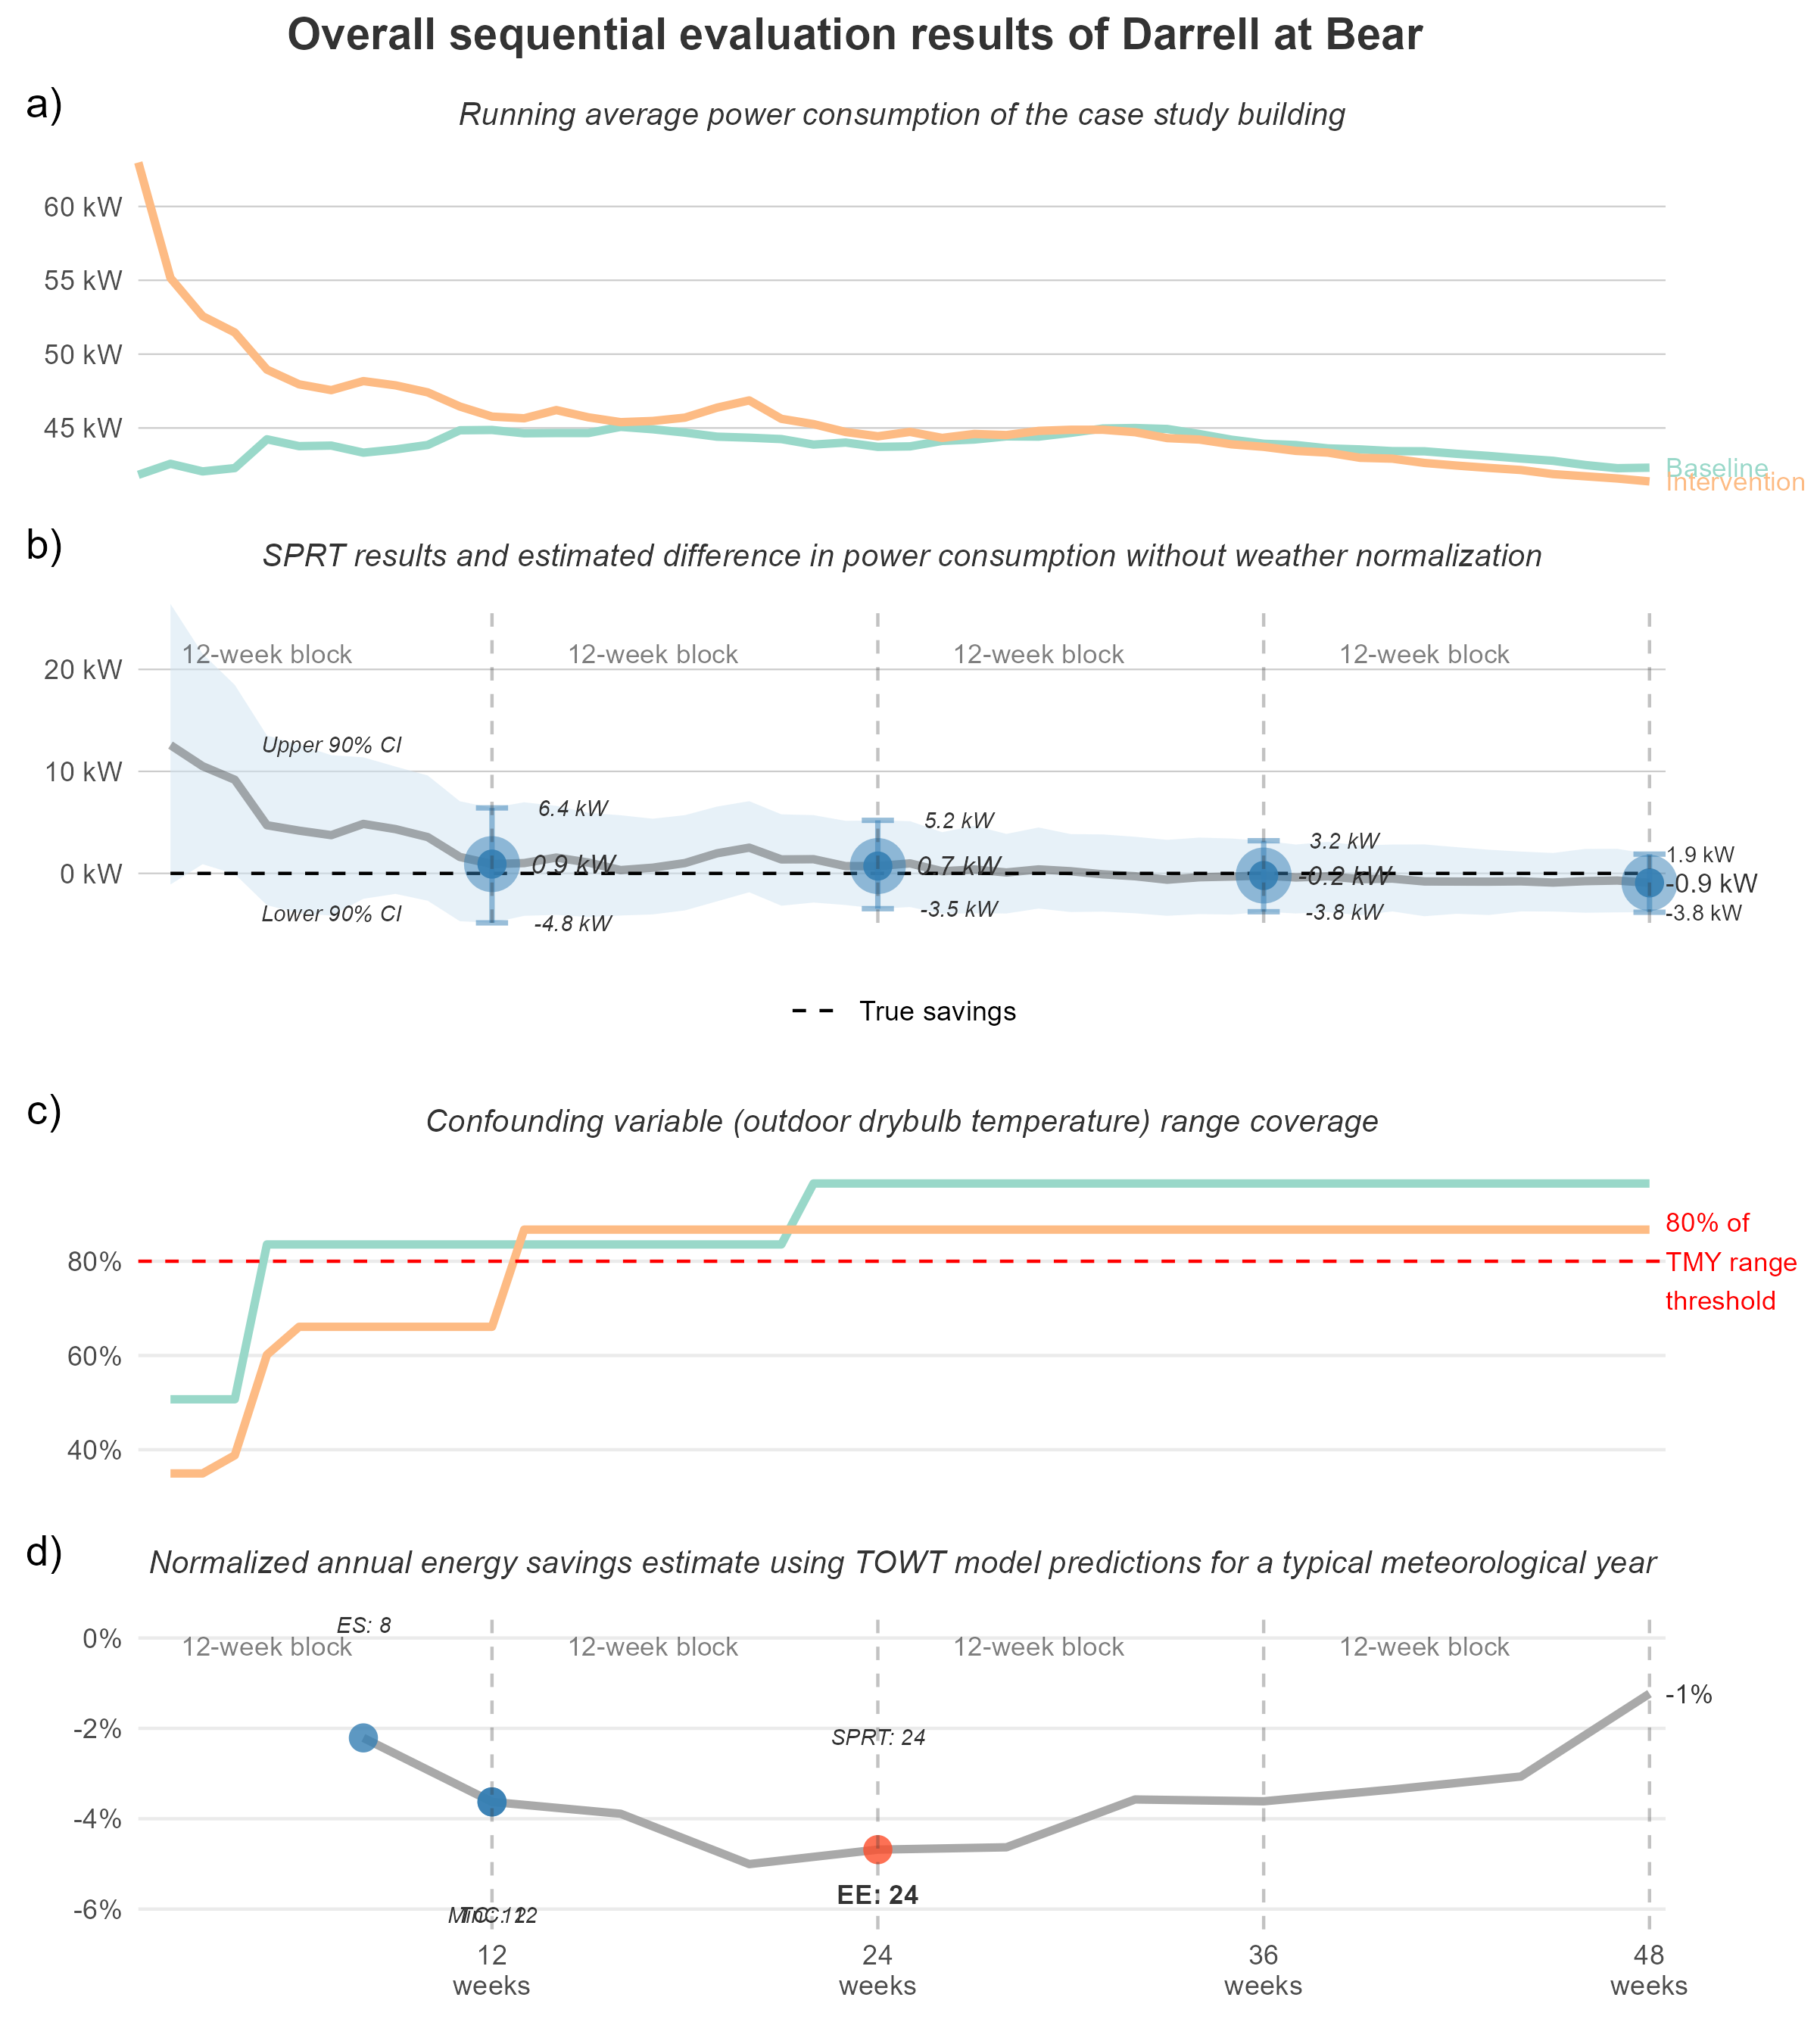 Overall sequential evaluation results of Darrell at Bear
a)
Running average power consumption of the case study building
60 kW
55 kW
50 kW
45 kW
Baseline
Intervention
b)
SPRT results and estimated difference in power consumption without weather normalization
12-week block
12-week block
12-week block
12-week block
20 kW
10 kW
0 kW
Upper 90% CI
Lower 90% CI
6.4 kW
0.9 kW
-4.8 kW
5.2 kW
0.7 kW
-3.5 kW
3.2 kW
-0.2 kW
-3.8 kW
1.9 kW
-0.9 kW
-3.8 kW
True savings
c)
Confounding variable (outdoor drybulb temperature) range coverage
80%
60%
40%
80% of
TMY range
threshold
d)
Normalized annual energy savings estimate using TOWT model predictions for a typical meteorological year
ES: 8
12-week block
12-week block
12-week block
12-week block
0%
-2%
-4%
-6%
SPRT: 24
-1%
EE: 24
12
weeks
24
weeks
36
weeks
48
weeks